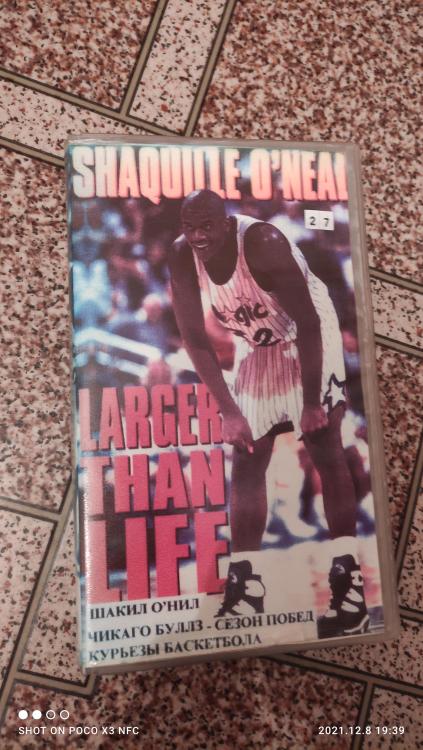 SHAQUILLE O'NEAL
27
Magic
LARGER
THAN
LIFE
ШАКИЛ О'НИЛ
ЧИКАГО БУЛЛЗ - СЕЗОН ПОБЕД
КУРЬЕЗЫ БАСКЕТБОЛА
SHOT ON POCO X3 NFC
2021.12.8 19:39